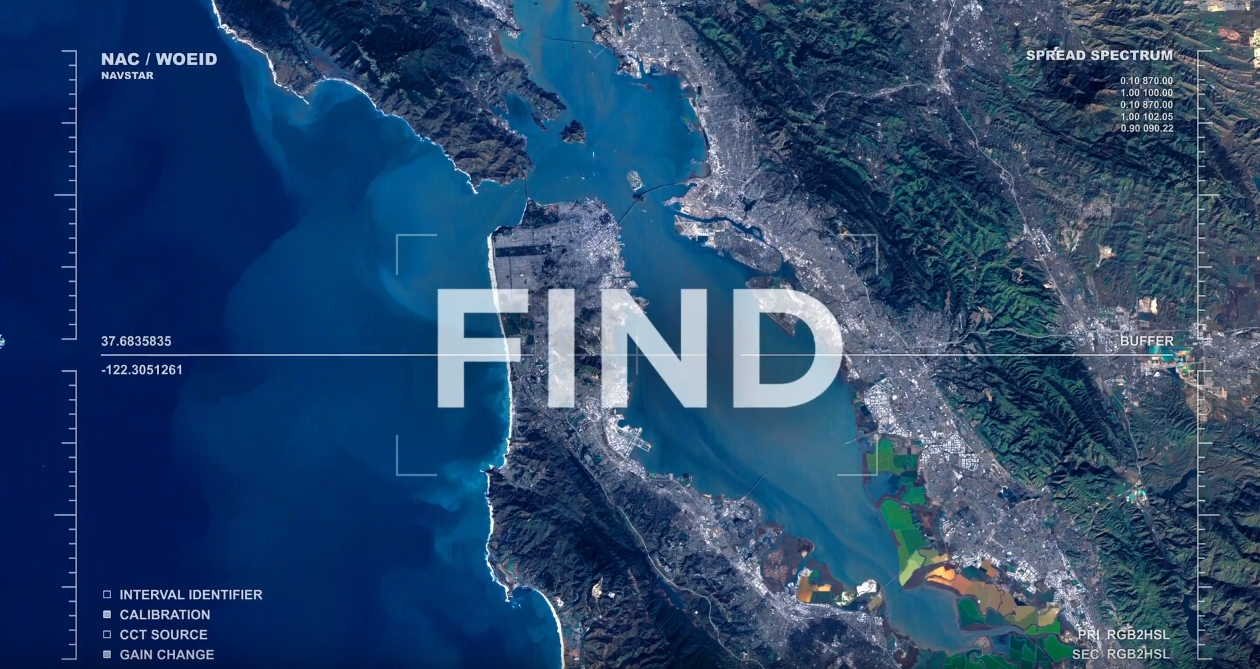 NAC / WOEID
NAVSTAR
SPREAD SPECTRUM
0.10 870.00
1.00 100.00
0.10 870.00
1.00 102.05
0.90 090.22
FIND
37.6835835
BUFFER
-122.3051261
INTERVAL IDENTIFIER
CALIBRATION
CCT SOURCE
GAIN CHANGE
PRI RGB2HSL
SEC RGB2HSL